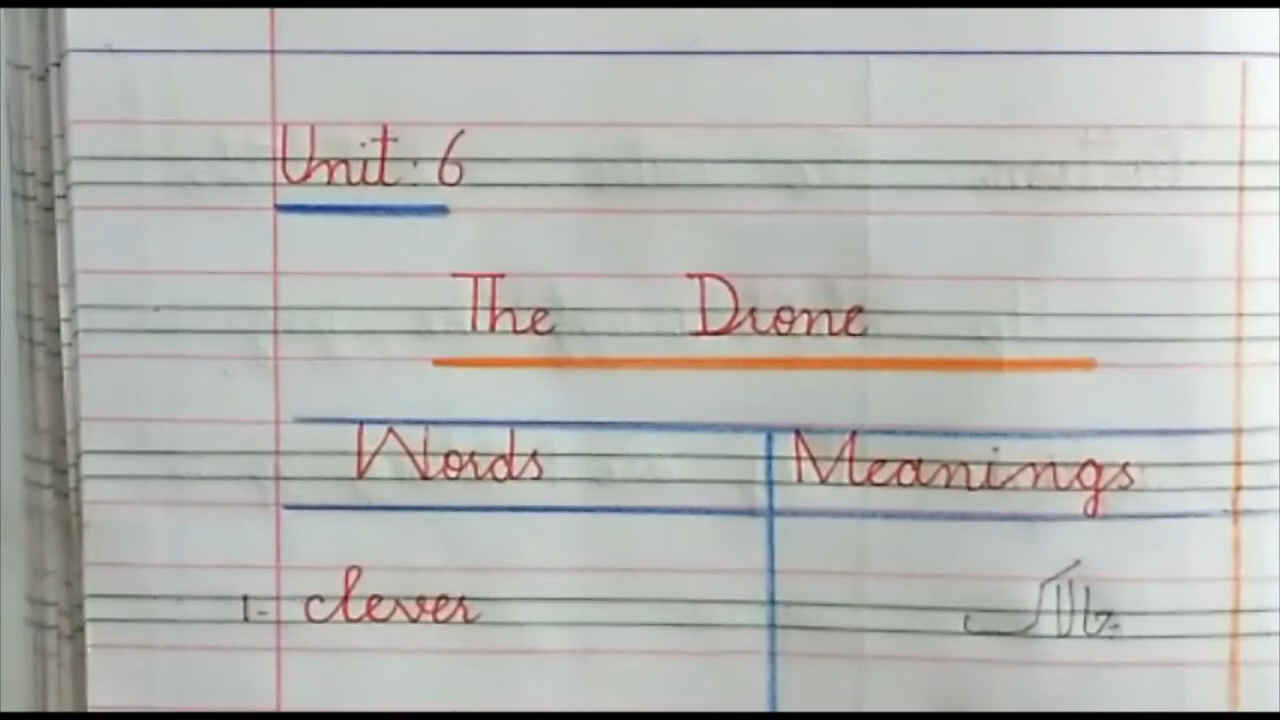 Unit: 6
The Drone
Words Meanings
1- clever چالاک